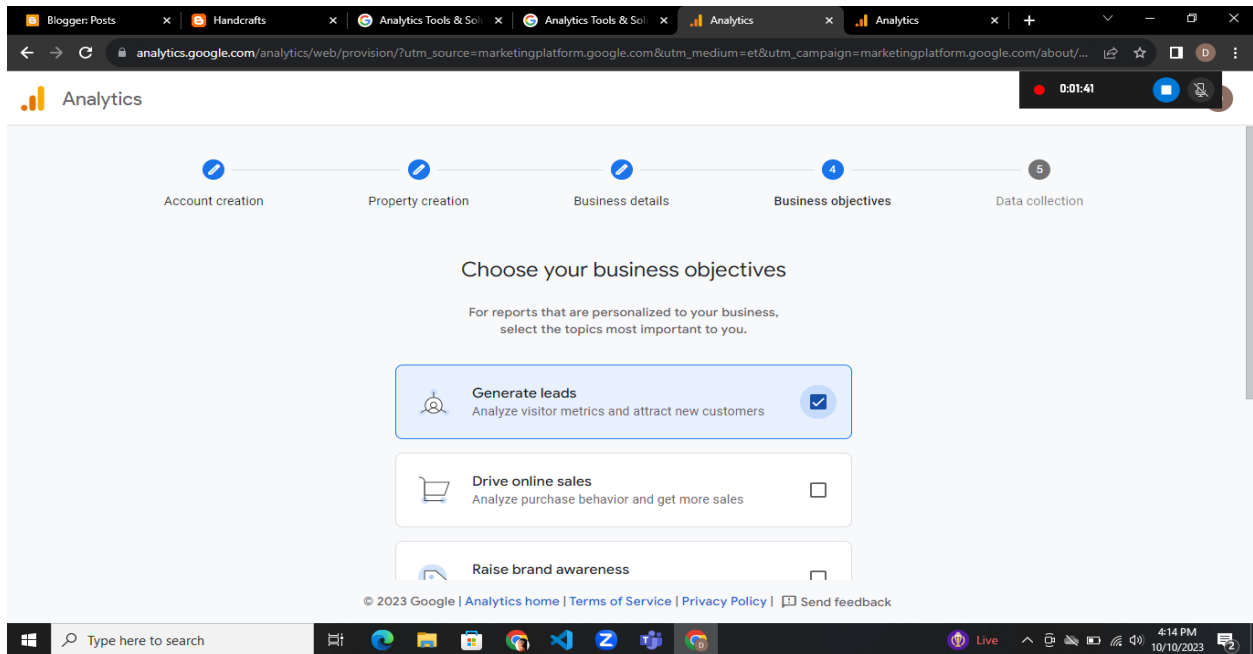 Blogger: Posts
Handcrafts
Analytics Tools & Sol
Analytics Tools & Sol
Analytics
Analytics
analytics.google.com/analytics/web/provision/?utm_source=marketingplatform.google.com&utm_medium=et&utm_campaign=marketingplatform.google.com/about/...
D
Analytics
0:01:41
4
5
Account creation
Property creation
Business details
Business objectives
Data collection
Choose your business objectives
For reports that are personalized to your business,
select the topics most important to you.
Generate leads
Analyze visitor metrics and attract new customers
Drive online sales
Analyze purchase behavior and get more sales
Raise brand awareness
© 2023 Google | Analytics home | Terms of Service | Privacy Policy | Send feedback
Type here to search
Live
4:14 PM
10/10/2023
2